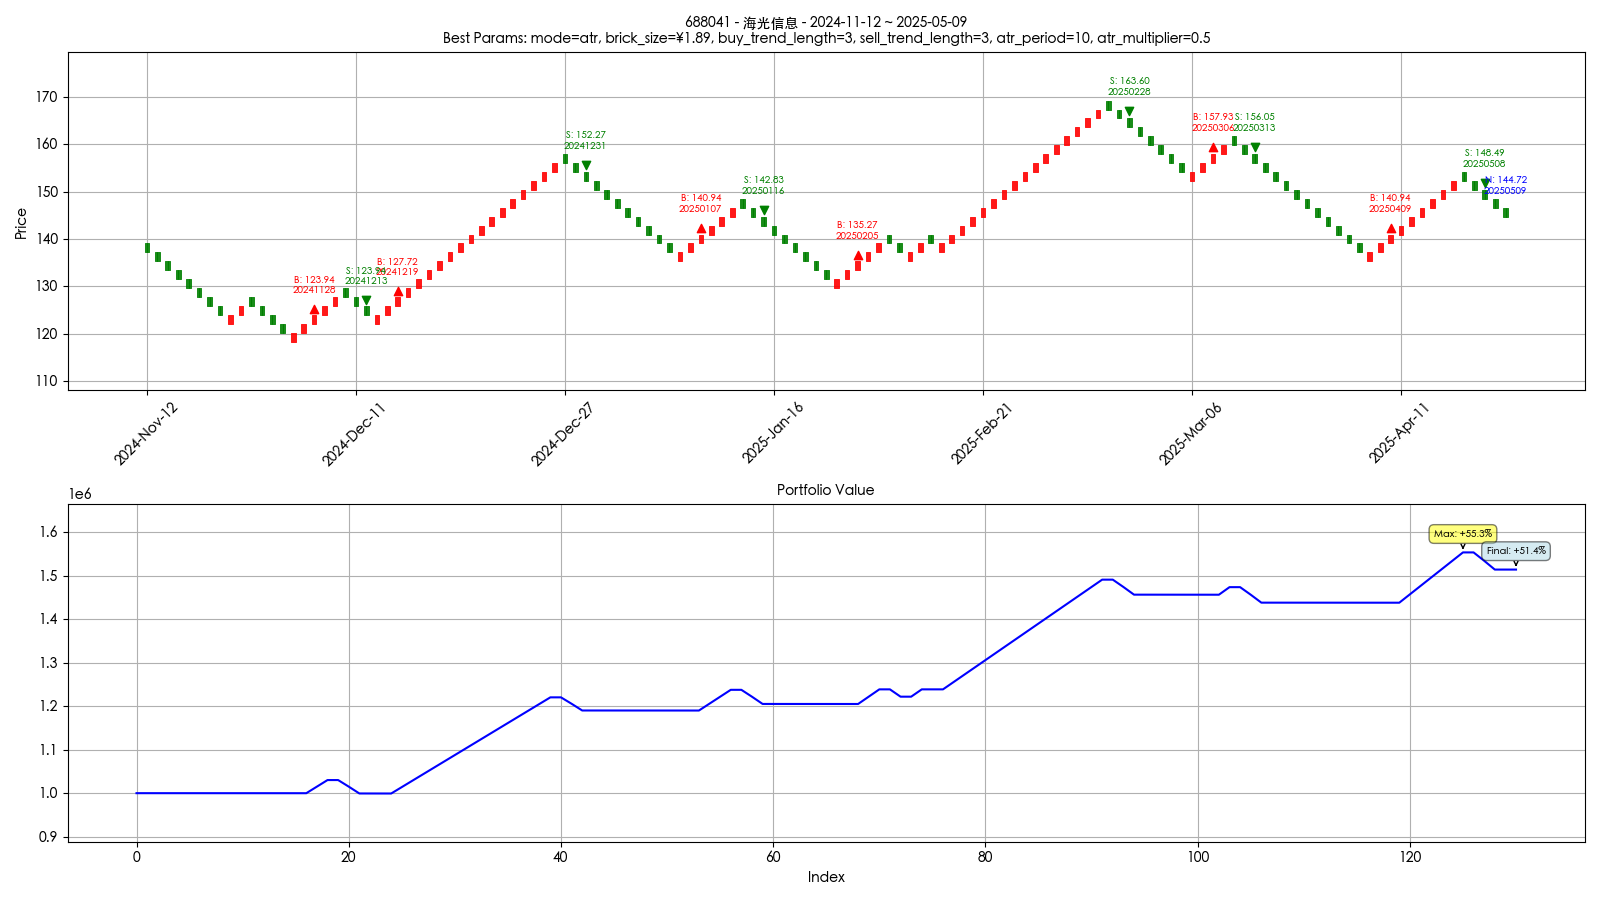 688041 - 海光信息 - 2024-11-12 ~ 2025-05-09
Best Params: mode=atr, brick_size=¥1.89, buy_trend_length=3, sell_trend_length=3, atr_period=10, atr_multiplier=0.5
Price
170
160
150
140
130
120
110
B: 123.94
20241128
S: 123.94
20241213
B: 127.72
20241219
S: 152.27
20241231
B: 140.94
20250107
S: 142.83
20250116
B: 135.27
20250205
S: 163.60
20250228
B: 157.93
20250306
S: 156.05
20250313
B: 140.94
20250409
S: 148.49
20250508
N: 144.72
20250509
2024-Nov-12
2024-Dec-11
2024-Dec-27
2025-Jan-16
2025-Feb-21
2025-Mar-06
2025-Apr-11
Portfolio Value
1e6
1.6
1.5
1.4
1.3
1.2
1.1
1.0
0.9
Max: +55.3%
Final: +51.4%
0
20
40
60
80
100
120
Index